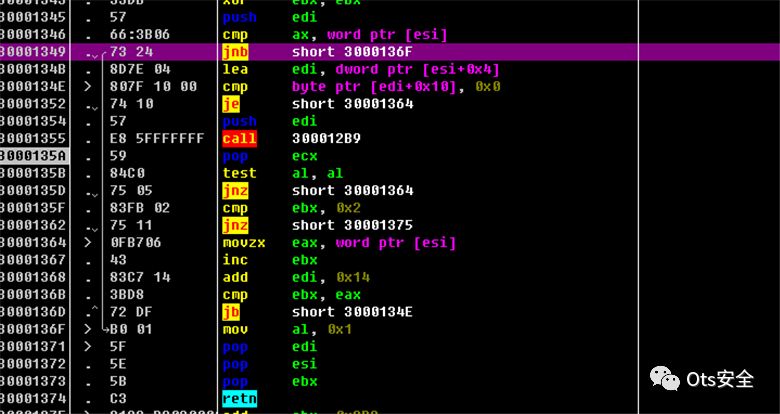 30001345 . 57 push edi
30001346 . 66:3B06 cmp ax, word ptr [esi]
30001349 . 73 24 jnb short 3000136F
3000134B . 8D7E 04 lea edi, dword ptr [esi+0x4]
3000134E > 807F 10 00 cmp byte ptr [edi+0x10], 0x0
30001352 . 74 10 je short 30001364
30001354 . 57 push edi
30001355 . E8 5FFFFFFF call 300012B9
3000135A . 59 pop ecx
3000135B . 84C0 test al, al
3000135D . 75 05 jnz short 30001364
3000135F . 83FB 02 cmp ebx, 0x2
30001362 . 75 11 jnz short 30001375
30001364 > 0FB706 movzx eax, word ptr [esi]
30001367 . 43 inc ebx
30001368 . 83C7 14 add edi, 0x14
3000136B . 3BD8 cmp ebx, eax
3000136D . 72 DF jb short 3000134E
3000136F > B0 01 mov al, 0x1
30001371 > 5F pop edi
30001372 . 5E pop esi
30001373 . 5B pop ebx
30001374 . C3 retn
Ots安全